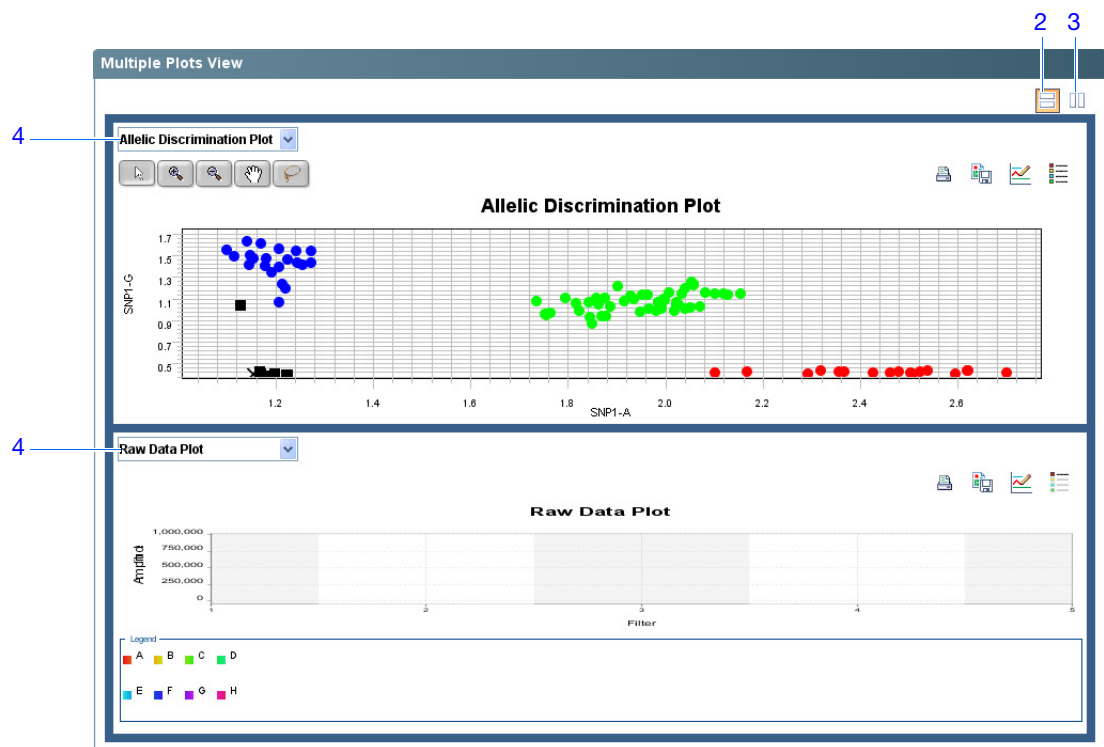 2 3
Multiple Plots View
4
Allelic Discrimination Plot
Allelic Discrimination Plot
SNP1-G
1.7
1.5
1.3
1.1
0.9
0.7
0.5
1.2 1.4 1.6 1.8 2.0 2.2 2.4 2.6
SNP1-A
4
Raw Data Plot
Raw Data Plot
1,000,000
750,000
500,000
250,000
0
1 2 3 4 5
Filter
Legend
A B C D
E F G H